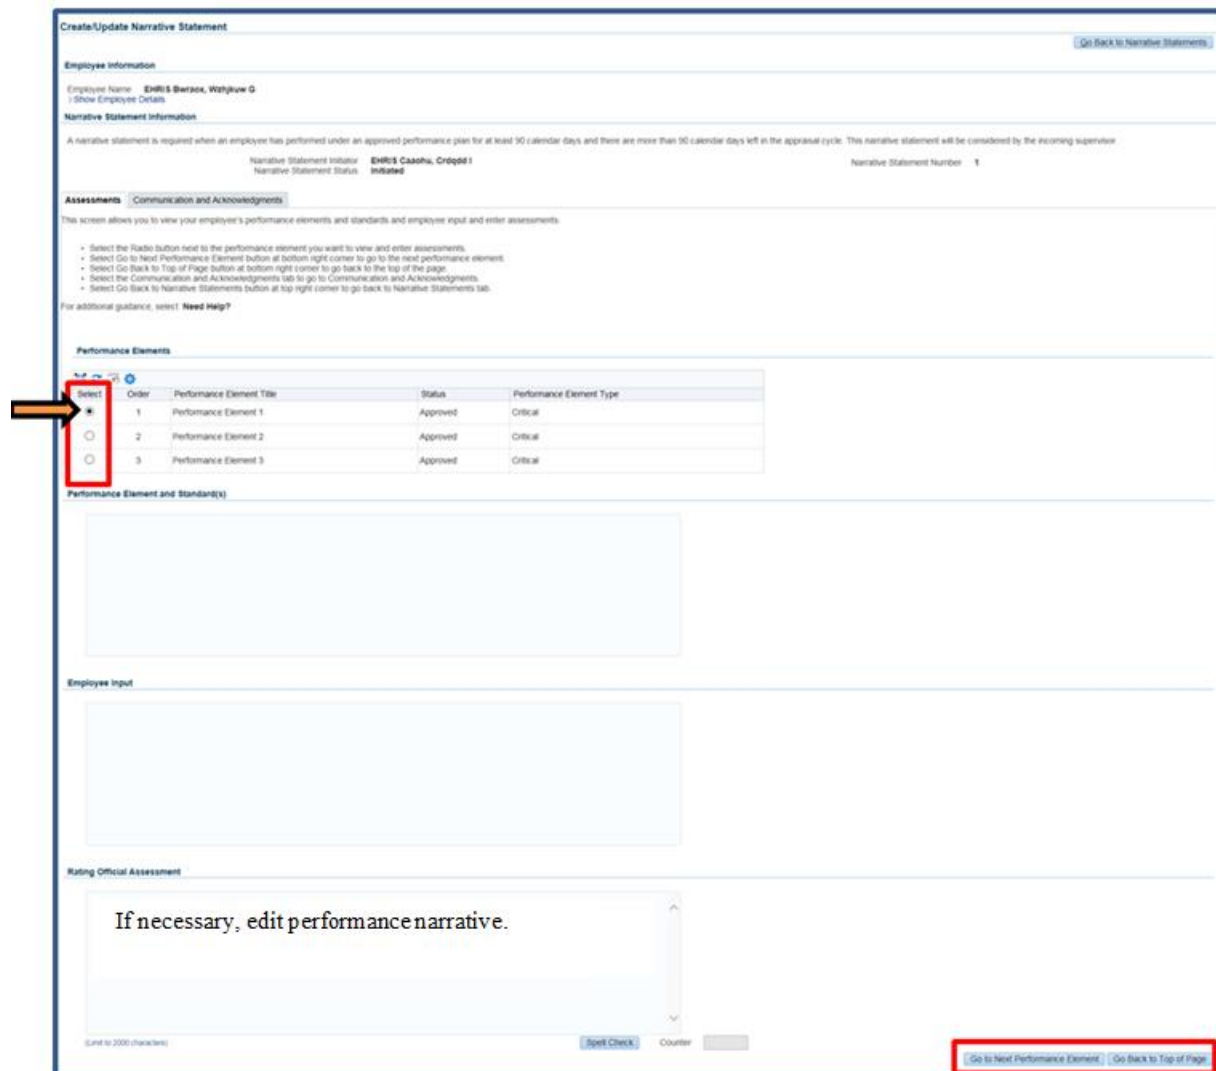 Create/Update Narrative Statement
Go Back to Narrative Statements
Employee Information
Employee Name EHRIS Bwraox, Wzhjkuw G
Show Employee Details
Narrative Statement Information
A narrative statement is required when an employee has performed under an approved performance plan for at least 90 calendar days and there are more than 90 calendar days left in the appraisal cycle. This narrative statement will be considered by the incoming supervisor
Narrative Statement Initiator EHRIS Caaohu, Crdqdd I Narrative Statement Number 1
Narrative Statement Status Initiated
Assessments Communication and Acknowledgments
This screen allows you to view your employee's performance elements and standards and employee input and enter assessments
• Select the Radio button next to the performance element you want to view and enter assessments.
• Select Go to Next Performance Element button at bottom right corner to go to the next performance element.
• Select Go Back to Top of Page button at bottom right corner to go back to the top of the page.
• Select the Communication and Acknowledgments tab to go to Communication and Acknowledgments.
• Select Go Back to Narrative Statements button at top right corner to go back to Narrative Statements tab.
For additional guidance, select Need Help?
Performance Elements
Select Order Performance Element Title Status Performance Element Type
1 Performance Element 1 Approved Critical
2 Performance Element 2 Approved Critical
3 Performance Element 3 Approved Critical
Performance Element and Standard(s)
Employee Input
Rating Official Assessment
If necessary, edit performance narrative.
(Limit to 2000 characters) Spell Check Counter
Go to Next Performance Element Go Back to Top of Page